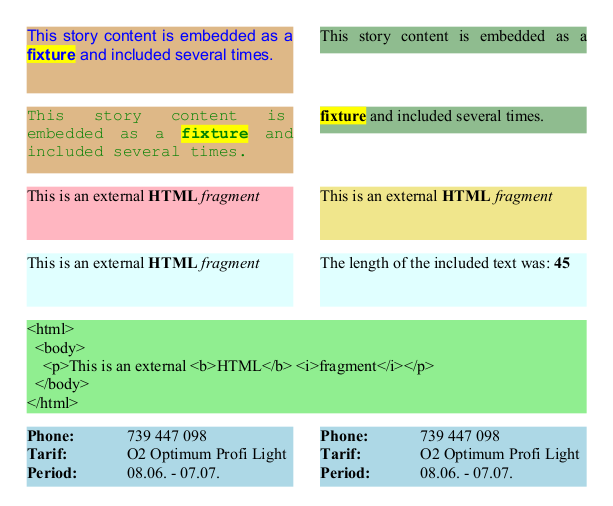 This story content is embedded as a
fixture and included several times.
This story content is embedded as a
This story content is
embedded as a fixture and
included several times.
fixture and included several times.
This is an external HTML fragment
This is an external HTML fragment
This is an external HTML fragment
The length of the included text was: 45
<html>
  <body>
    <p>This is an external <b>HTML</b> <i>fragment</i></p>
  </body>
</html>
Phone: 739 447 098
Tarif: O2 Optimum Profi Light
Period: 08.06. - 07.07.
Phone: 739 447 098
Tarif: O2 Optimum Profi Light
Period: 08.06. - 07.07.